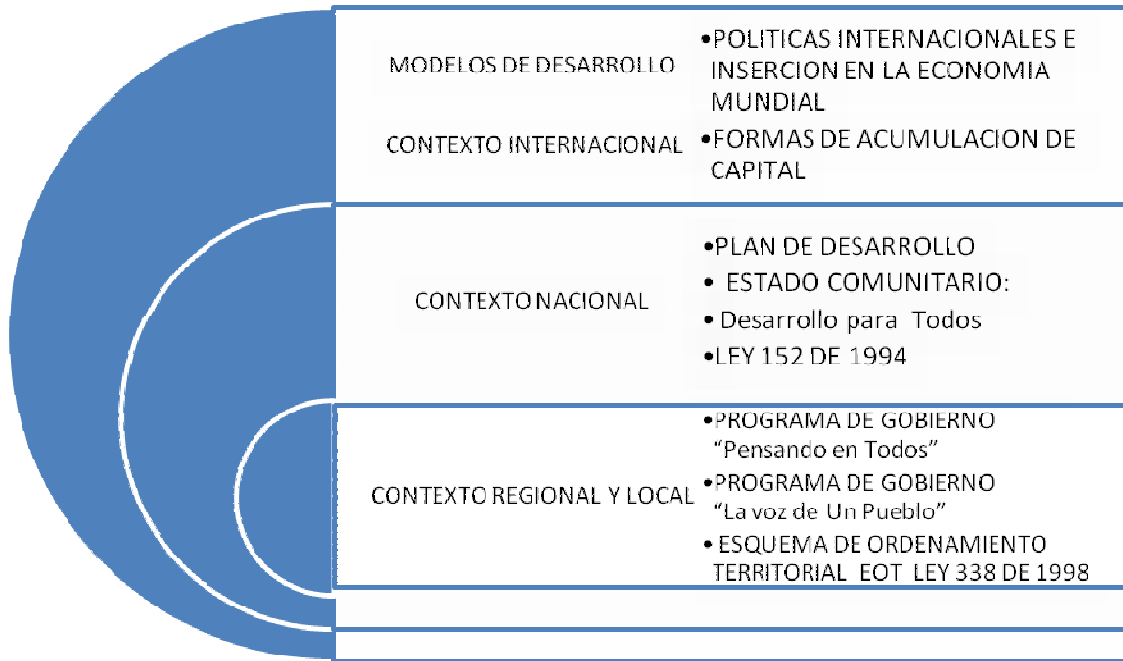 MODELOS DE DESARROLLO
CONTEXTO INTERNACIONAL
•POLITICAS INTERNACIONALES E
INSERCION EN LA ECONOMIA
MUNDIAL
•FORMAS DE ACUMULACION DE
CAPITAL
CONTEXTO NACIONAL
•PLAN DE DESARROLLO
• ESTADO COMUNITARIO:
• Desarrollo para Todos
•LEY 152 DE 1994
CONTEXTO REGIONAL Y LOCAL
•PROGRAMA DE GOBIERNO
“Pensando en Todos”
•PROGRAMA DE GOBIERNO
“La voz de Un Pueblo”
• ESQUEMA DE ORDENAMIENTO
TERRITORIAL EOT LEY 338 DE 1998